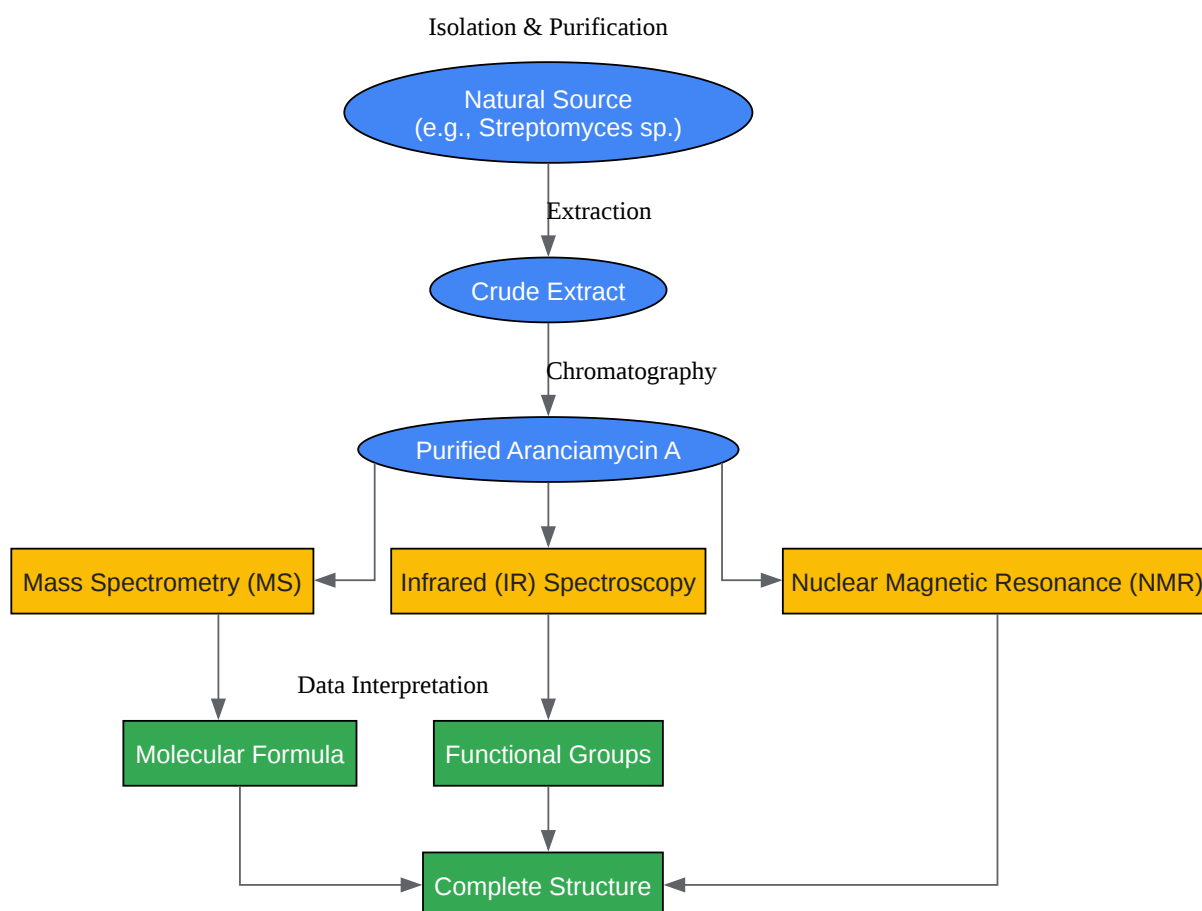 Isolation & Purification
Natural Source
(e.g., Streptomyces sp.)
Extraction
Crude Extract
Chromatography
Purified Aranciamycin A
Mass Spectrometry (MS)
Infrared (IR) Spectroscopy
Nuclear Magnetic Resonance (NMR)
Data Interpretation
Molecular Formula
Functional Groups
Complete Structure